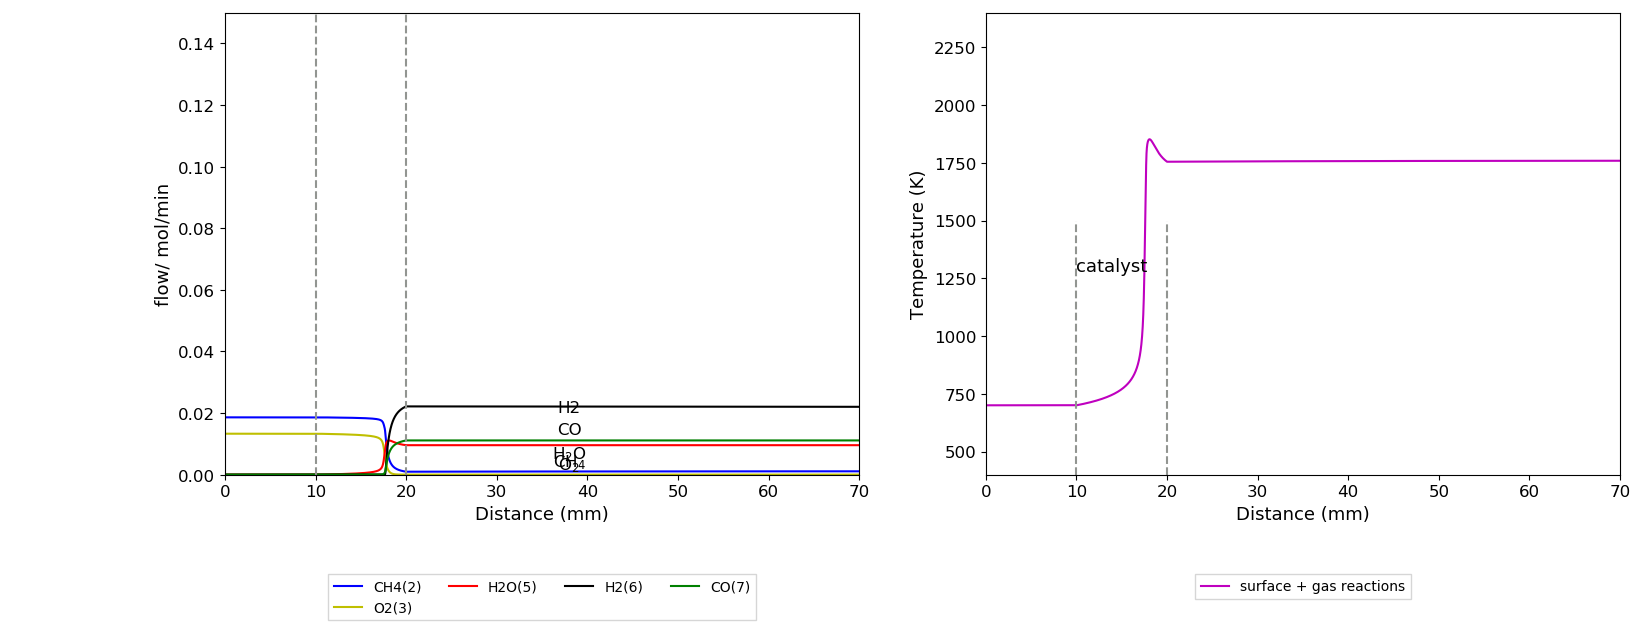 0.14
0.12
0.10
0.08
0.06
0.04
0.02
0.00
flow/ mol/min
H2
CO
H₂O
CH₄
O₂
0 10 20 30 40 50 60 70
Distance (mm)
CH4(2) H2O(5) H2(6) CO(7)
O2(3)
2250
2000
1750
1500
1250
1000
750
500
Temperature (K)
catalyst
0 10 20 30 40 50 60 70
Distance (mm)
surface + gas reactions